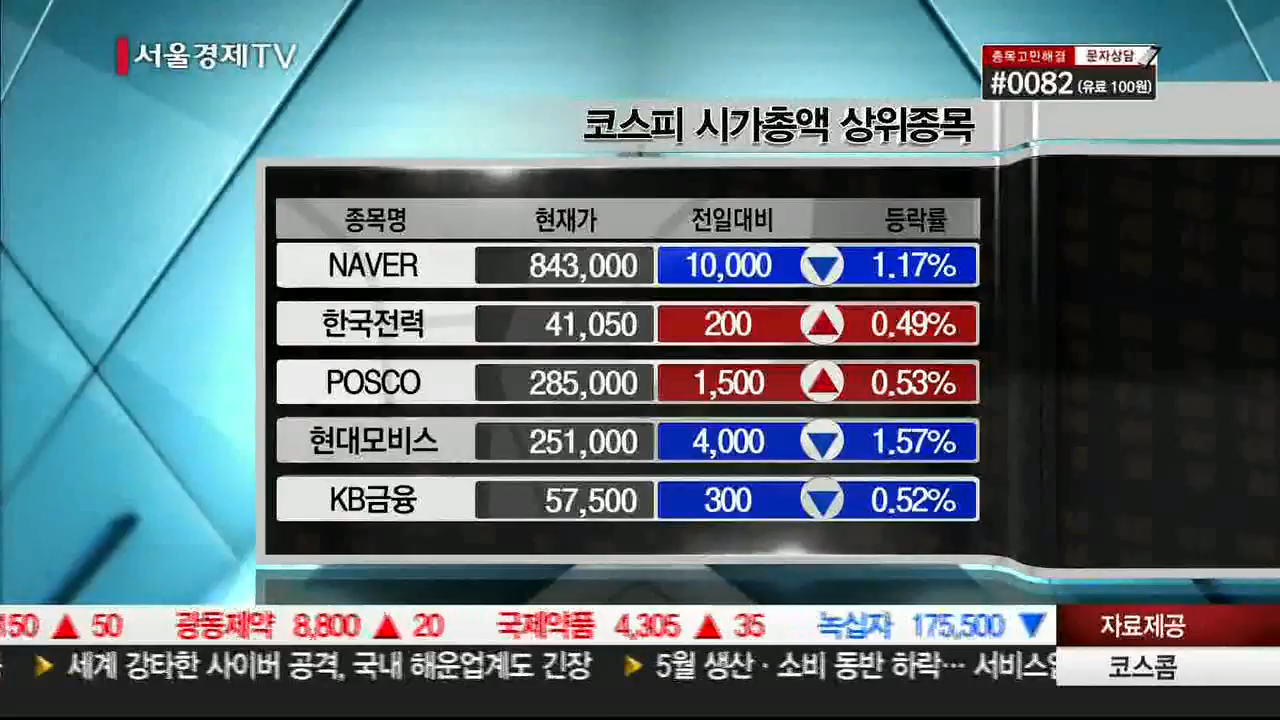 서울경제TV
종목고민해결 문자상담
#0082 (유료 100원)
코스피 시가총액 상위종목
종목명 현재가 전일대비 등락률
NAVER 843,000 10,000 ▼ 1.17%
한국전력 41,050 200 ▲ 0.49%
POSCO 285,000 1,500 ▲ 0.53%
현대모비스 251,000 4,000 ▼ 1.57%
KB금융 57,500 300 ▼ 0.52%
▲ 50 광동제약 8,800 ▲ 20 국제약품 4,305 ▲ 35 녹십자 175,500 ▼
자료제공
▶ 세계 강타한 사이버 공격, 국내 해운업계도 긴장 ▶ 5월 생산·소비 동반 하락… 
코스콤